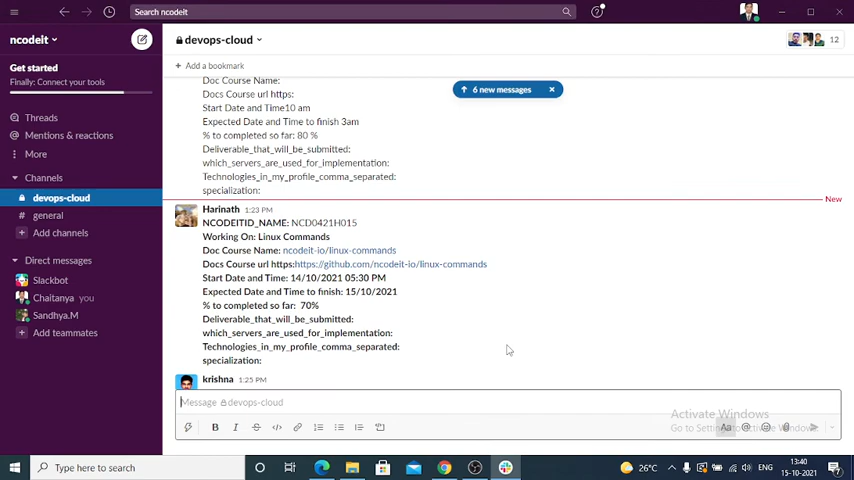 Search ncodeit
ncodeit
devops-cloud
12
Get started
Finally: Connect your tools
Add a bookmark
Doc Course Name:
6 new messages
Docs Course url https:
Start Date and Time10 am
Threads
Expected Date and Time to finish 3am
Mentions & reactions
% to completed so far: 80 %
Deliverable_that_will_be_submitted:
More
which_servers_are_used_for_implementation:
Channels
Technologies_in_my_profile_comma_separated:
devops-cloud
specialization:
New
general
Harinath 1:23 PM
NCODEITID_NAME: NCD0421H015
Add channels
Working On: Linux Commands
Doc Course Name: ncodeit-io/linux-commands
Direct messages
Docs Course url https:https://github.com/ncodeit-io/linux-commands
Slackbot
Start Date and Time: 14/10/2021 05:30 PM
Chaitanya you
Expected Date and Time to finish: 15/10/2021
Sandhya.M
% to completed so far: 70%
Deliverable_that_will_be_submitted:
Add teammates
which_servers_are_used_for_implementation:
Technologies_in_my_profile_comma_separated:
specialization:
krishna 1:25 PM
Message devops-cloud
Activate Windows
Go to Settings to activate Windows.
Type here to search
26°C
ENG
13:40
15-10-2021
7